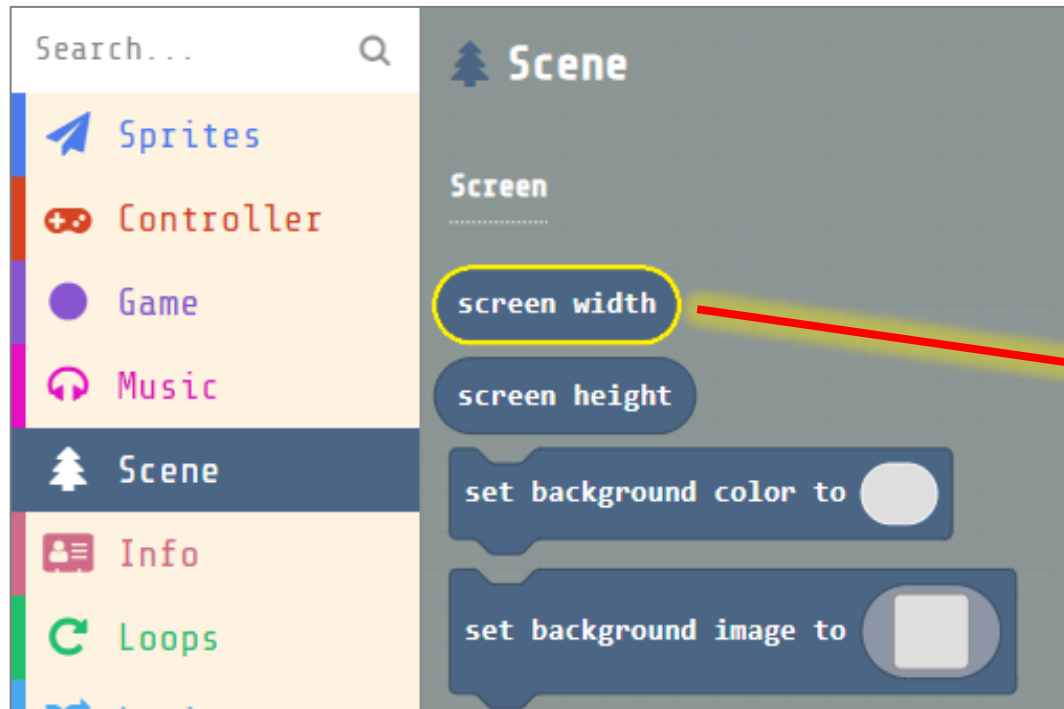 Search...
Sprites
Controller
Game
Music
Scene
Info
Loops
Scene
Screen
screen width
screen height
set background color to
set background image to